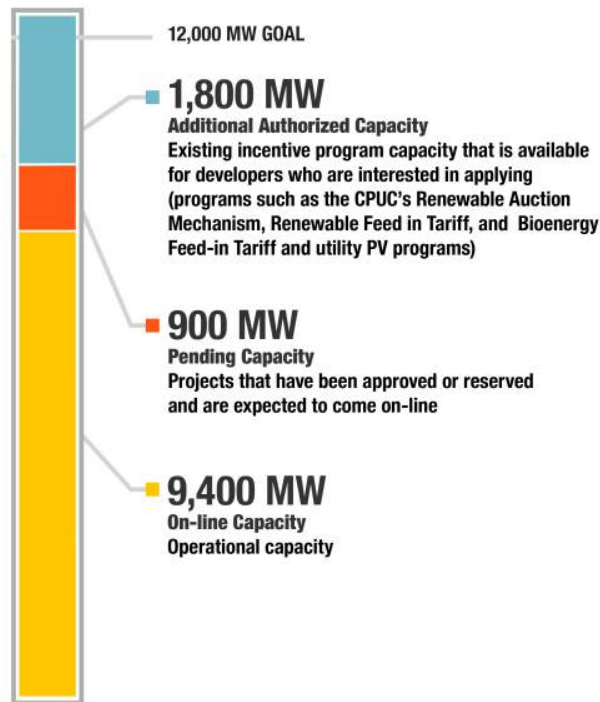 12,000 MW GOAL
1,800 MW
Additional Authorized Capacity
Existing incentive program capacity that is available
for developers who are interested in applying
(programs such as the CPUC's Renewable Auction
Mechanism, Renewable Feed in Tariff, and Bioenergy
Feed-in Tariff and utility PV programs)
900 MW
Pending Capacity
Projects that have been approved or reserved
and are expected to come on-line
9,400 MW
On-line Capacity
Operational capacity